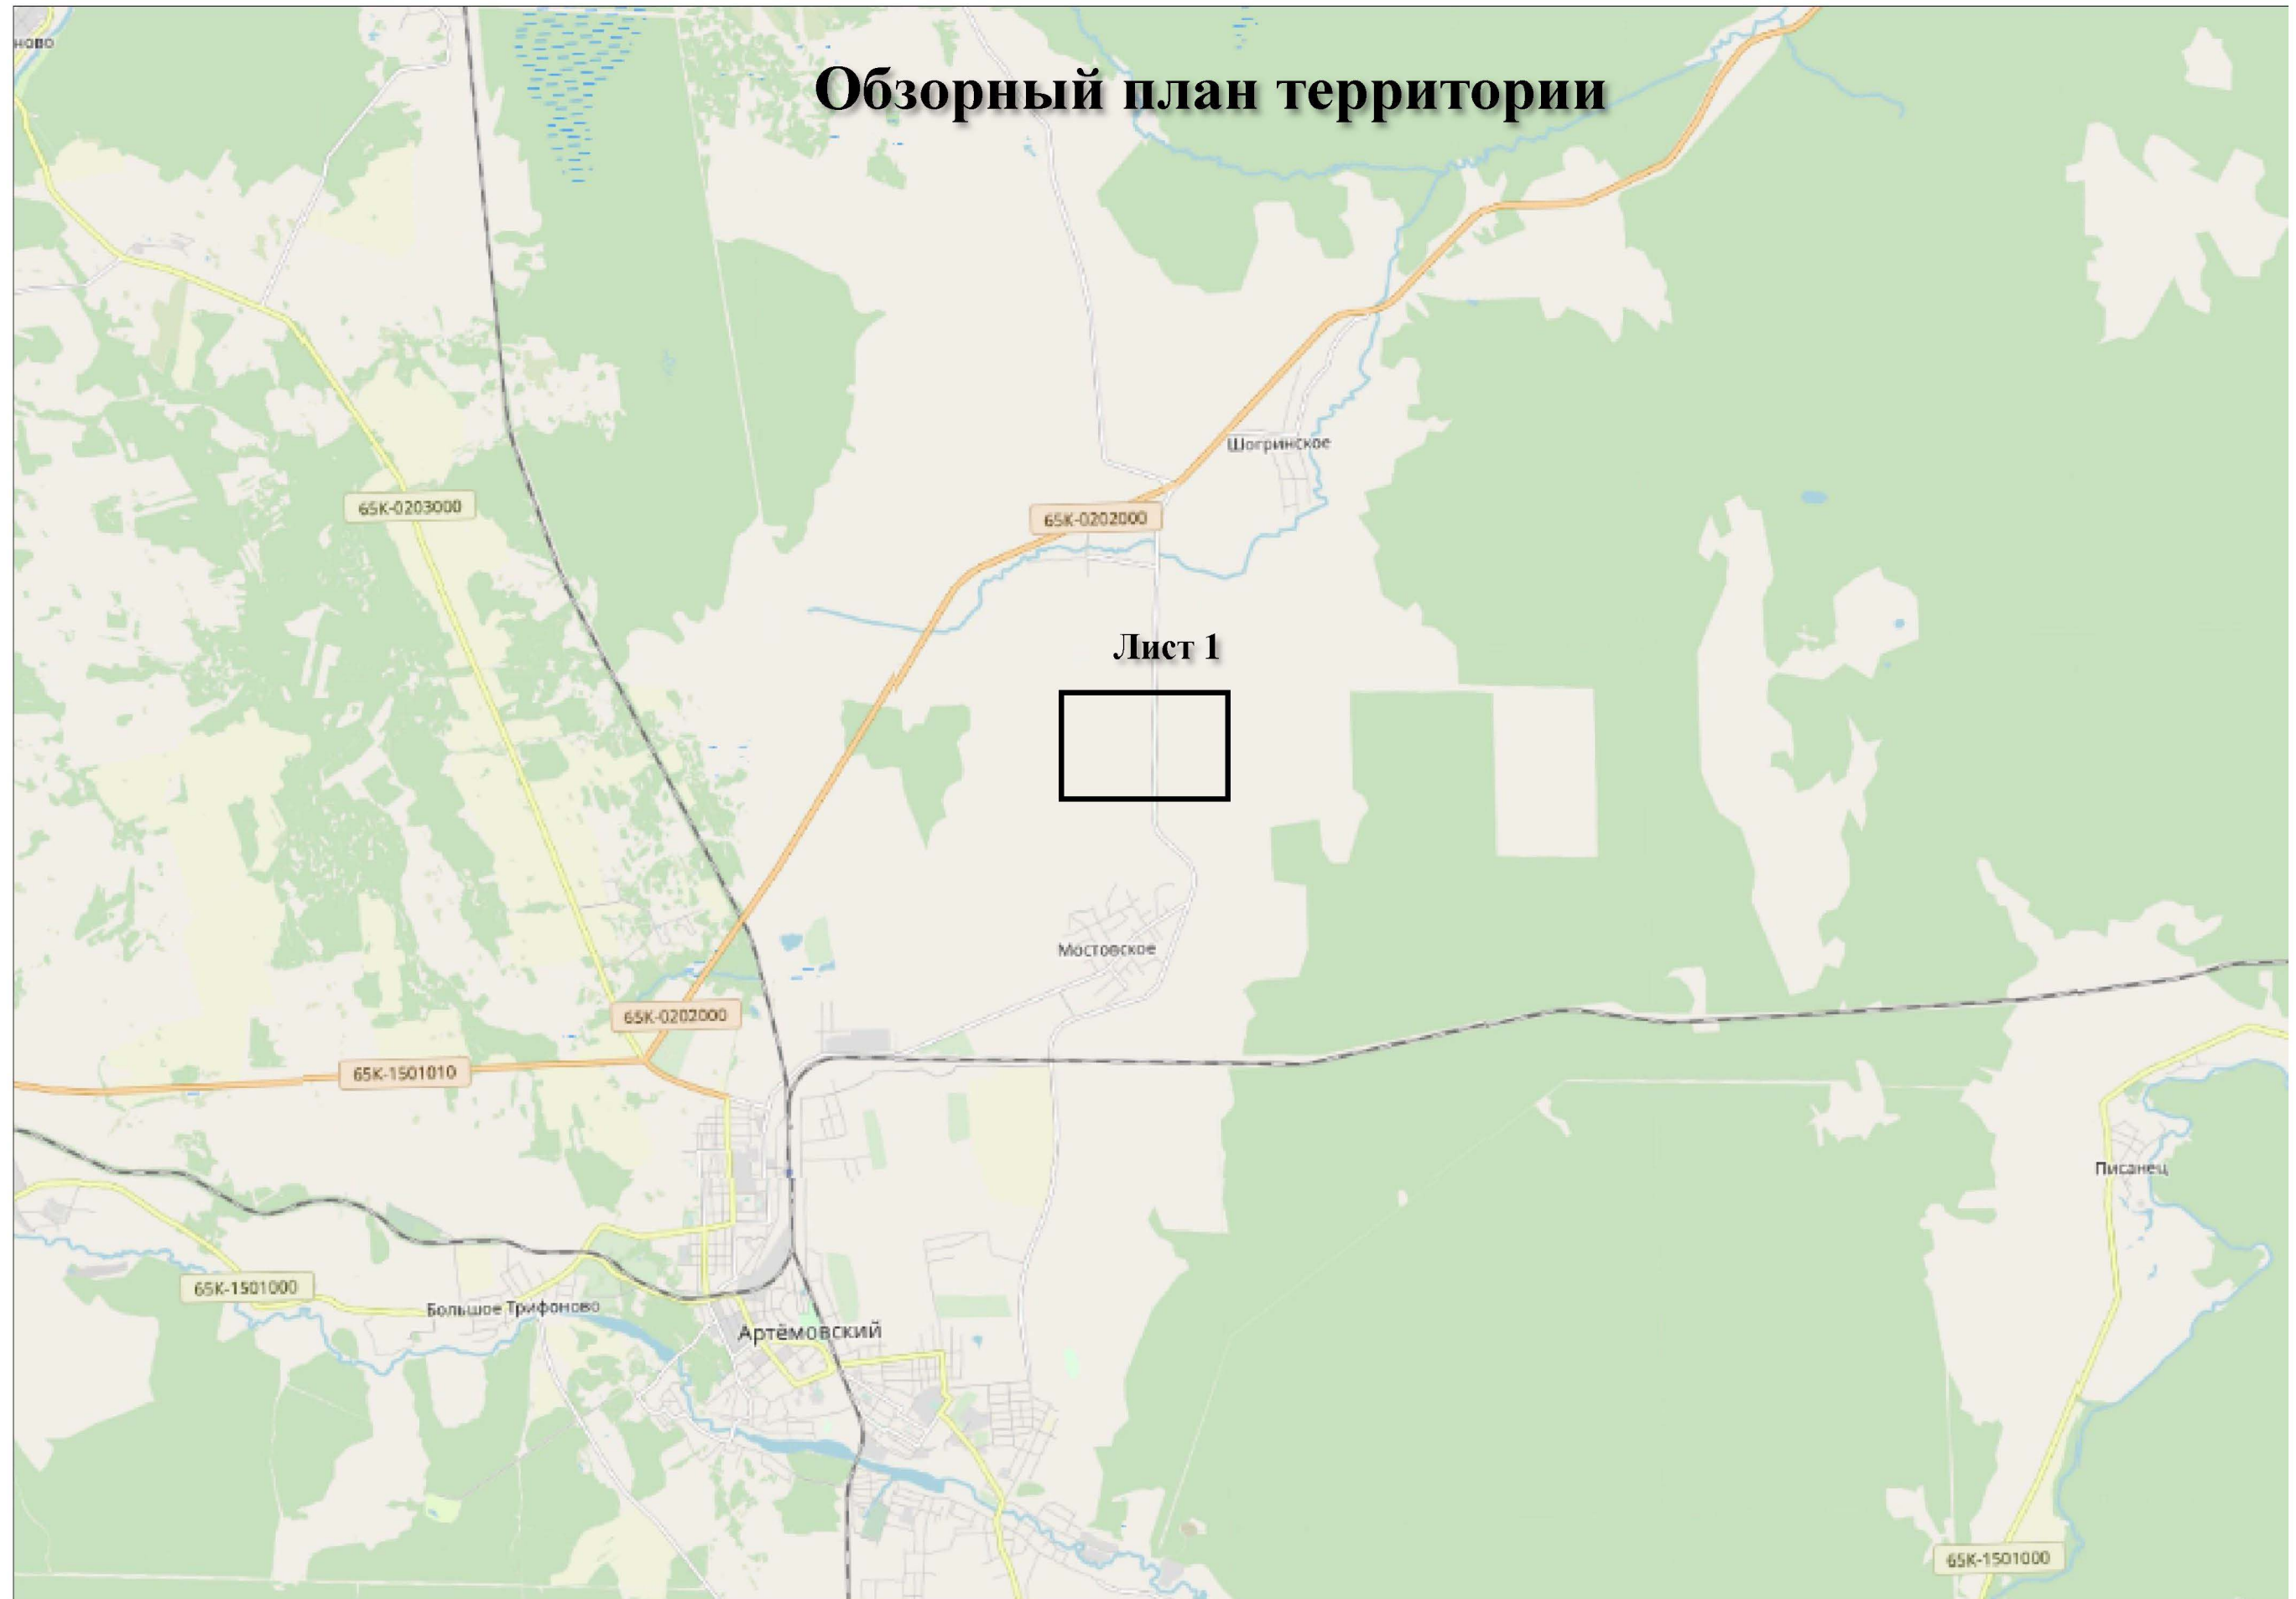 ново
Обзорный план территории
Шогринское
65К-0203000
65К-0202000
Лист 1
Мостовское
65К-0202000
65К-1501010
Писанец
65К-1501000
Большое Трифоново
Артёмовский
65К-1501000